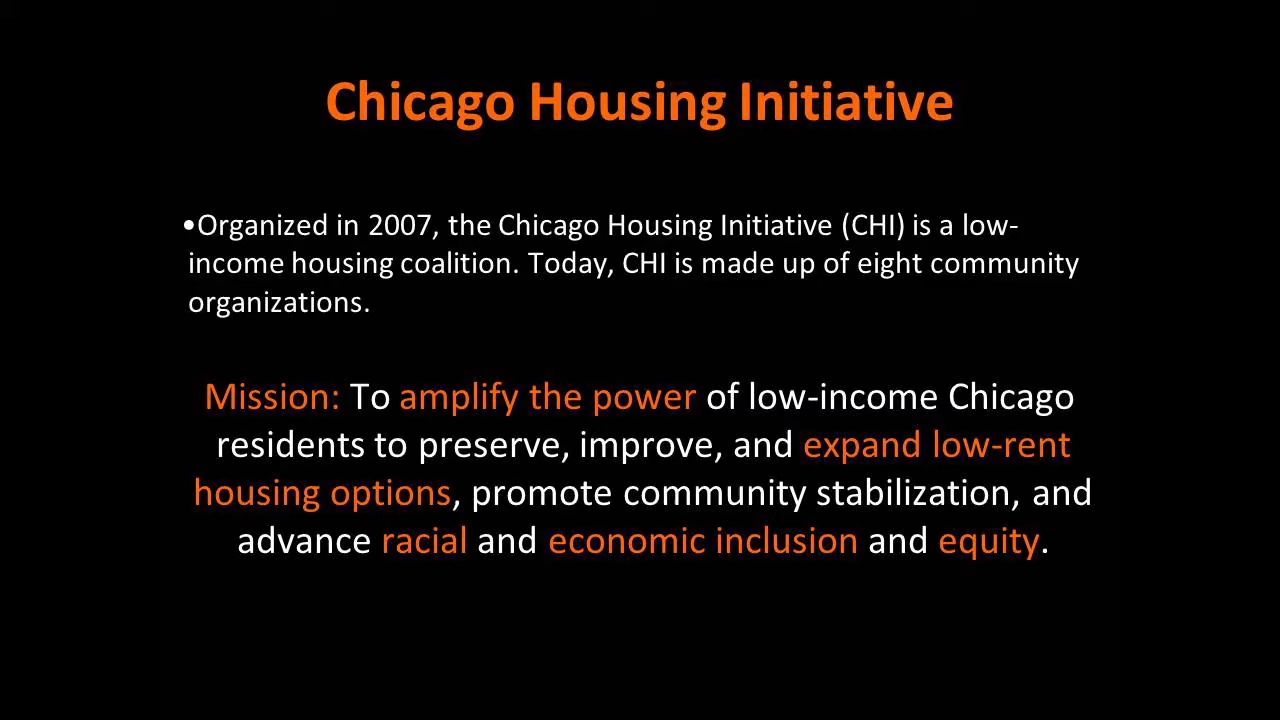 Chicago Housing Initiative
•Organized in 2007, the Chicago Housing Initiative (CHI) is a low-
income housing coalition. Today, CHI is made up of eight community
organizations.
Mission: To amplify the power of low-income Chicago
residents to preserve, improve, and expand low-rent
housing options, promote community stabilization, and
advance racial and economic inclusion and equity.